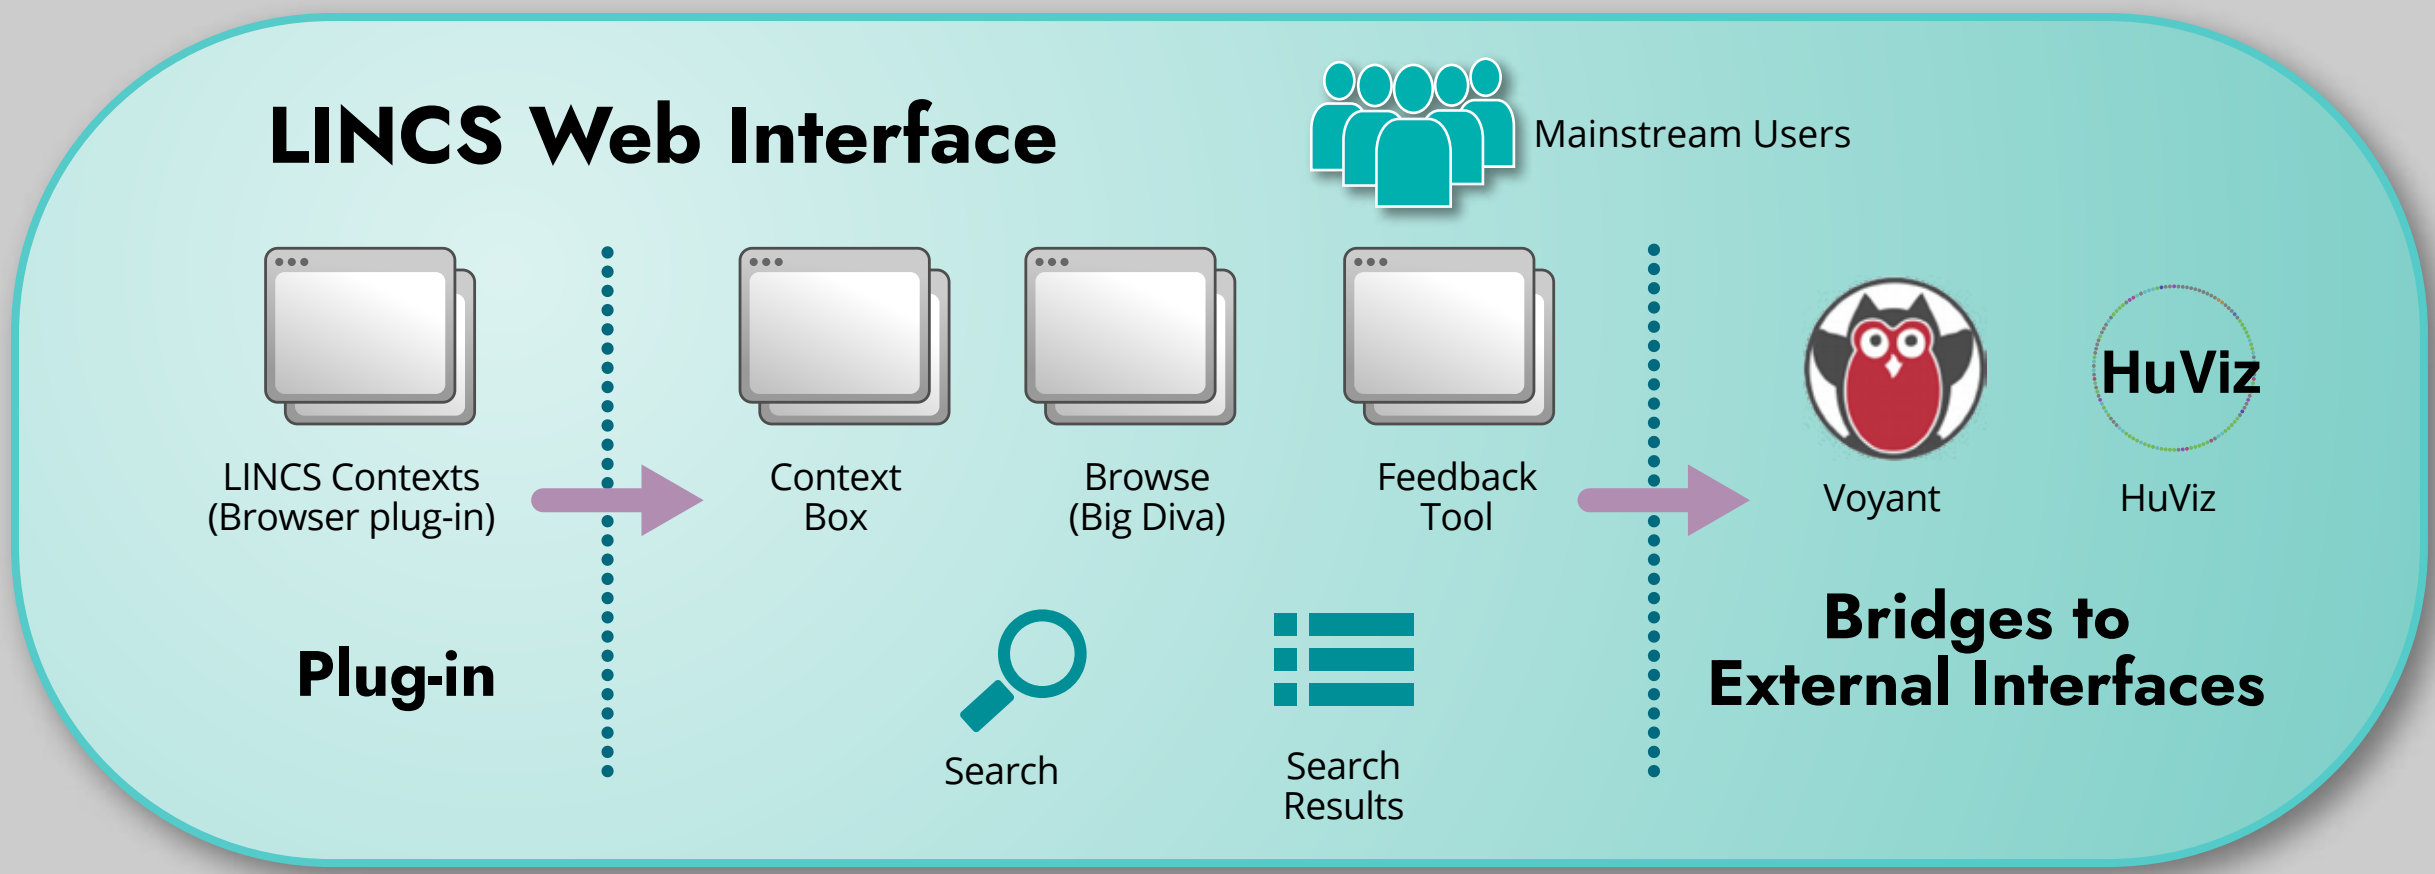 LINCS Web Interface
Mainstream Users
LINCS Contexts
(Browser plug-in)
Context
Box
Browse
(Big Diva)
Feedback
Tool
HuViz
Voyant
HuViz
Plug-in
Search
Search
Results
Bridges to
External Interfaces